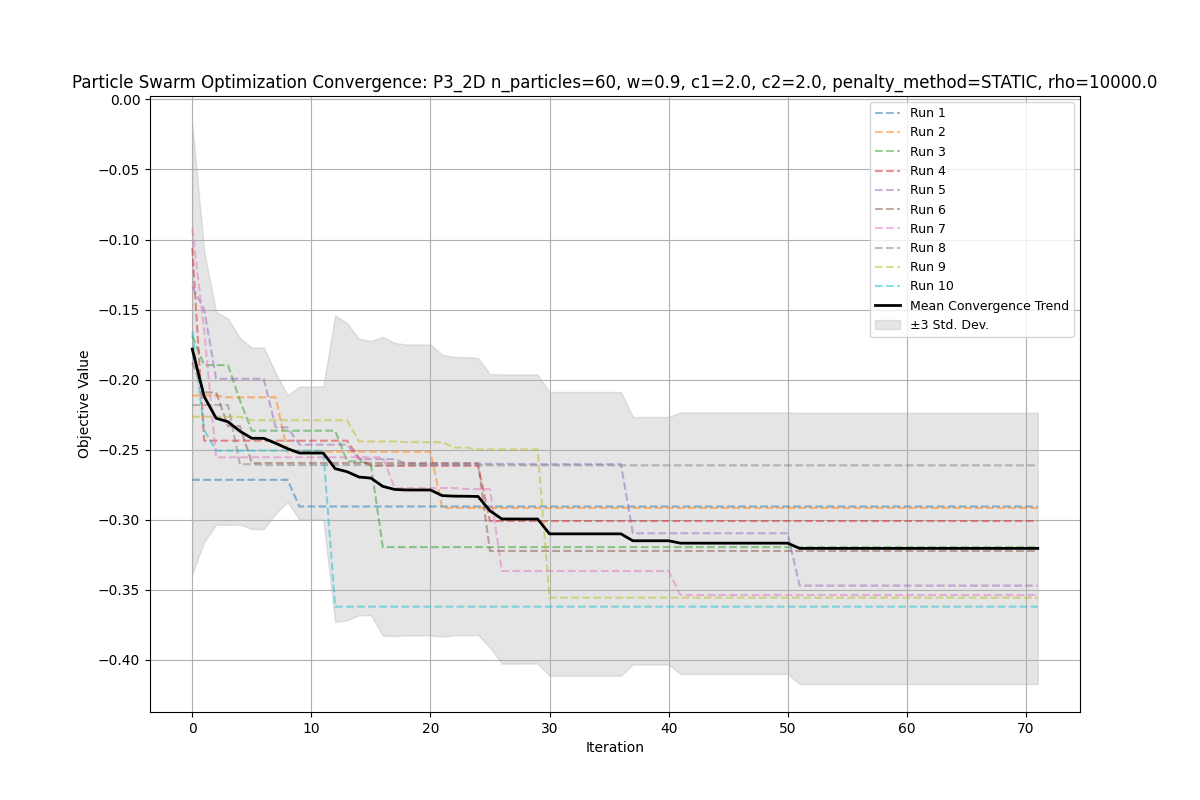 Particle Swarm Optimization Convergence: P3_2D n_particles=60, w=0.9, c1=2.0, c2=2.0, penalty_method=STATIC, rho=10000.0
0.00
−0.05
−0.10
−0.15
−0.20
−0.25
−0.30
−0.35
−0.40
Objective Value
Run 1
Run 2
Run 3
Run 4
Run 5
Run 6
Run 7
Run 8
Run 9
Run 10
Mean Convergence Trend
±3 Std. Dev.
0 10 20 30 40 50 60 70
Iteration